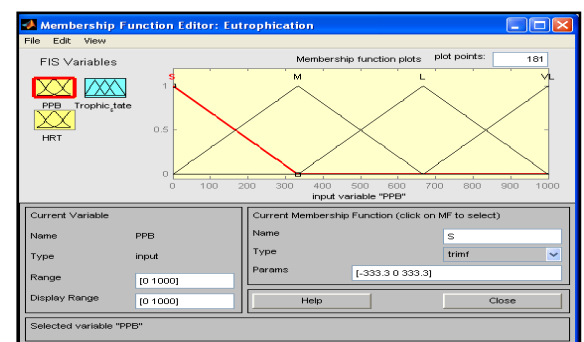 Membership Function Editor: Eutrophication
File Edit View
FIS Variables
Membership function plots plot points: 181
PPB Trophic_state
HRT
S M L VL
1
0.5
0
0 100 200 300 400 500 600 700 800 900 1000
input variable "PPB"
Current Variable
Name PPB
Type input
Range [0 1000]
Display Range [0 1000]
Current Membership Function (click on MF to select)
Name S
Type trimf
Params [-333.3 0 333.3]
Help Close
Selected variable "PPB"